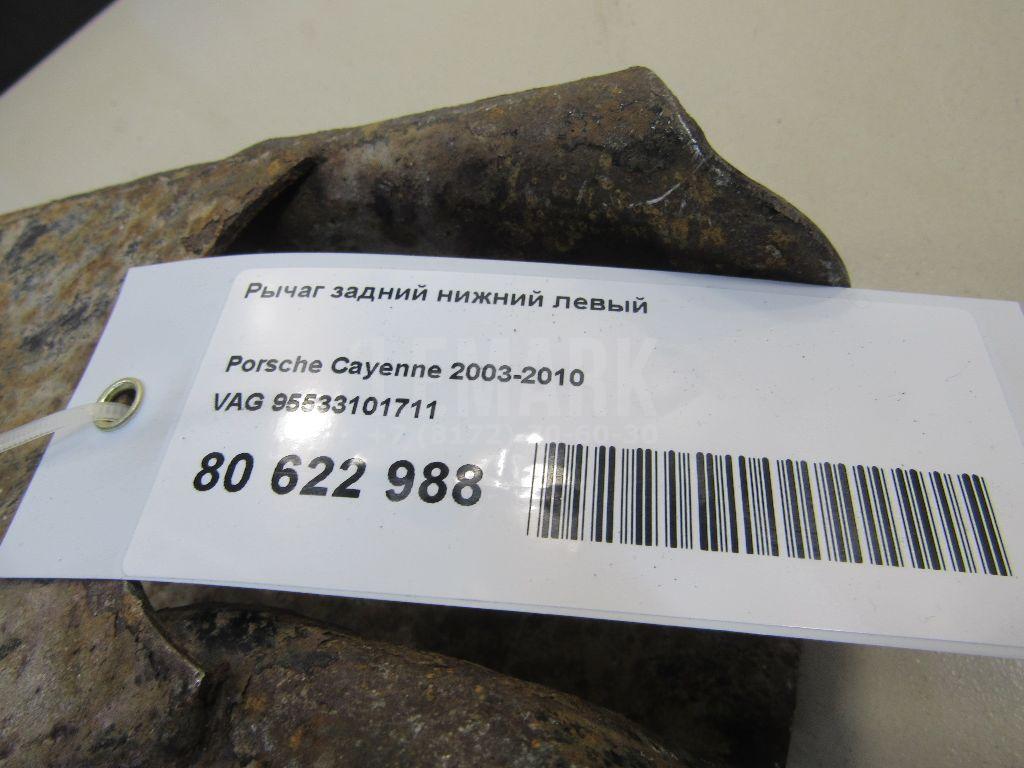 Рычаг задний нижний левый
Porsche Cayenne 2003-2010
VAG 95533101711
80 622 988